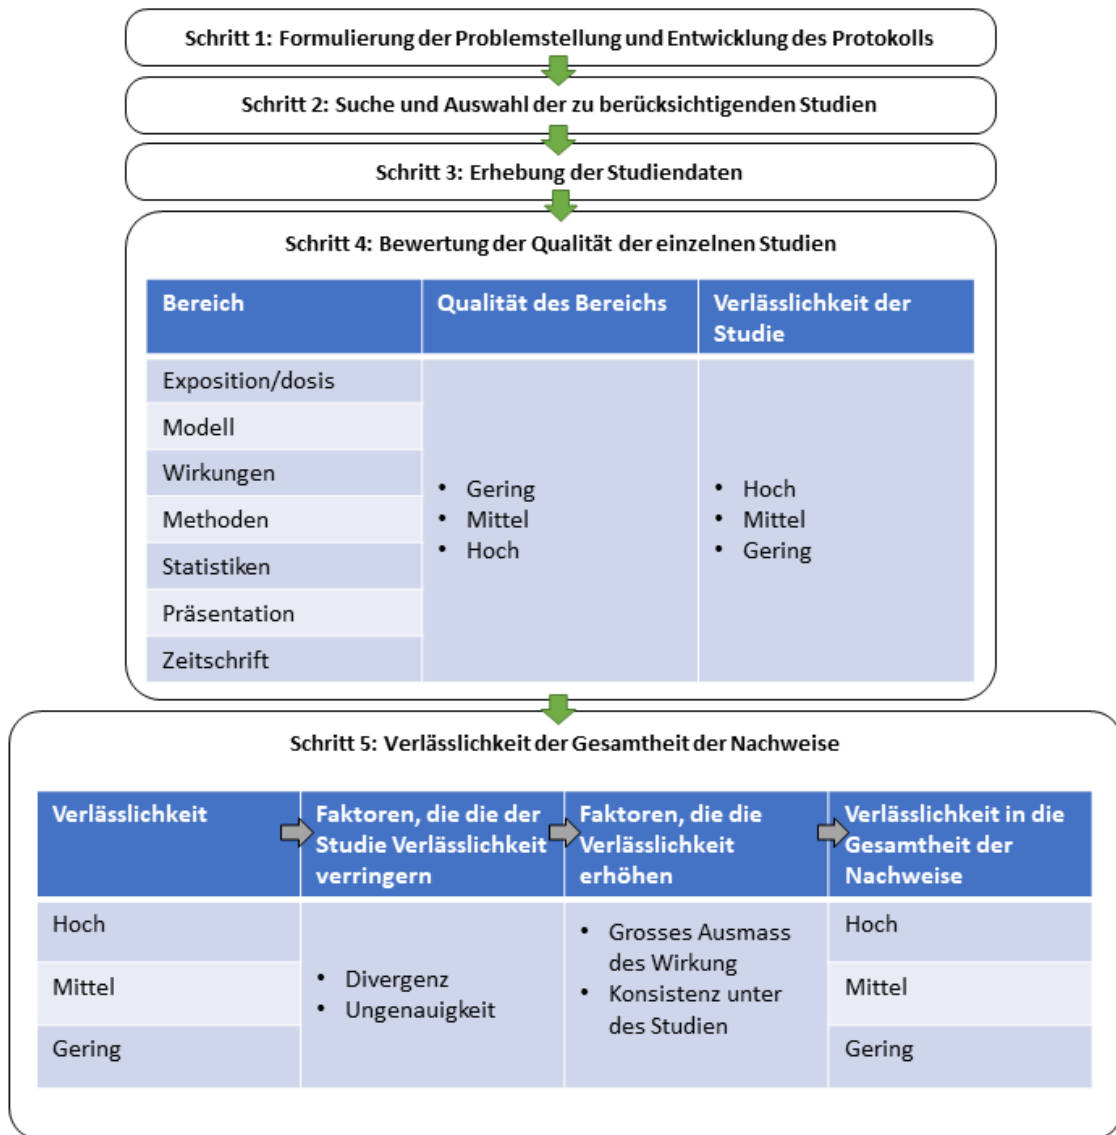 Schritt 1: Formulierung der Problemstellung und Entwicklung des Protokolls
Schritt 2: Suche und Auswahl der zu berücksichtigenden Studien
Schritt 3: Erhebung der Studiendaten
Schritt 4: Bewertung der Qualität der einzelnen Studien
Bereich
Qualität des Bereichs
Verlässlichkeit der
Studie
Exposition/dosis
Modell
Wirkungen
Methoden
Statistiken
Präsentation
Zeitschrift
• Gering
• Mittel
• Hoch
• Hoch
• Mittel
• Gering
Schritt 5: Verlässlichkeit der Gesamtheit der Nachweise
Verlässlichkeit
Faktoren, die die der
Studie Verlässlichkeit
verringern
Faktoren, die die
Verlässlichkeit
erhöhen
Verlässlichkeit in die
Gesamtheit der
Nachweise
Hoch
Mittel
Gering
• Divergenz
• Ungenauigkeit
• Grosses Ausmass
des Wirkung
• Konsistenz unter
des Studien
Hoch
Mittel
Gering